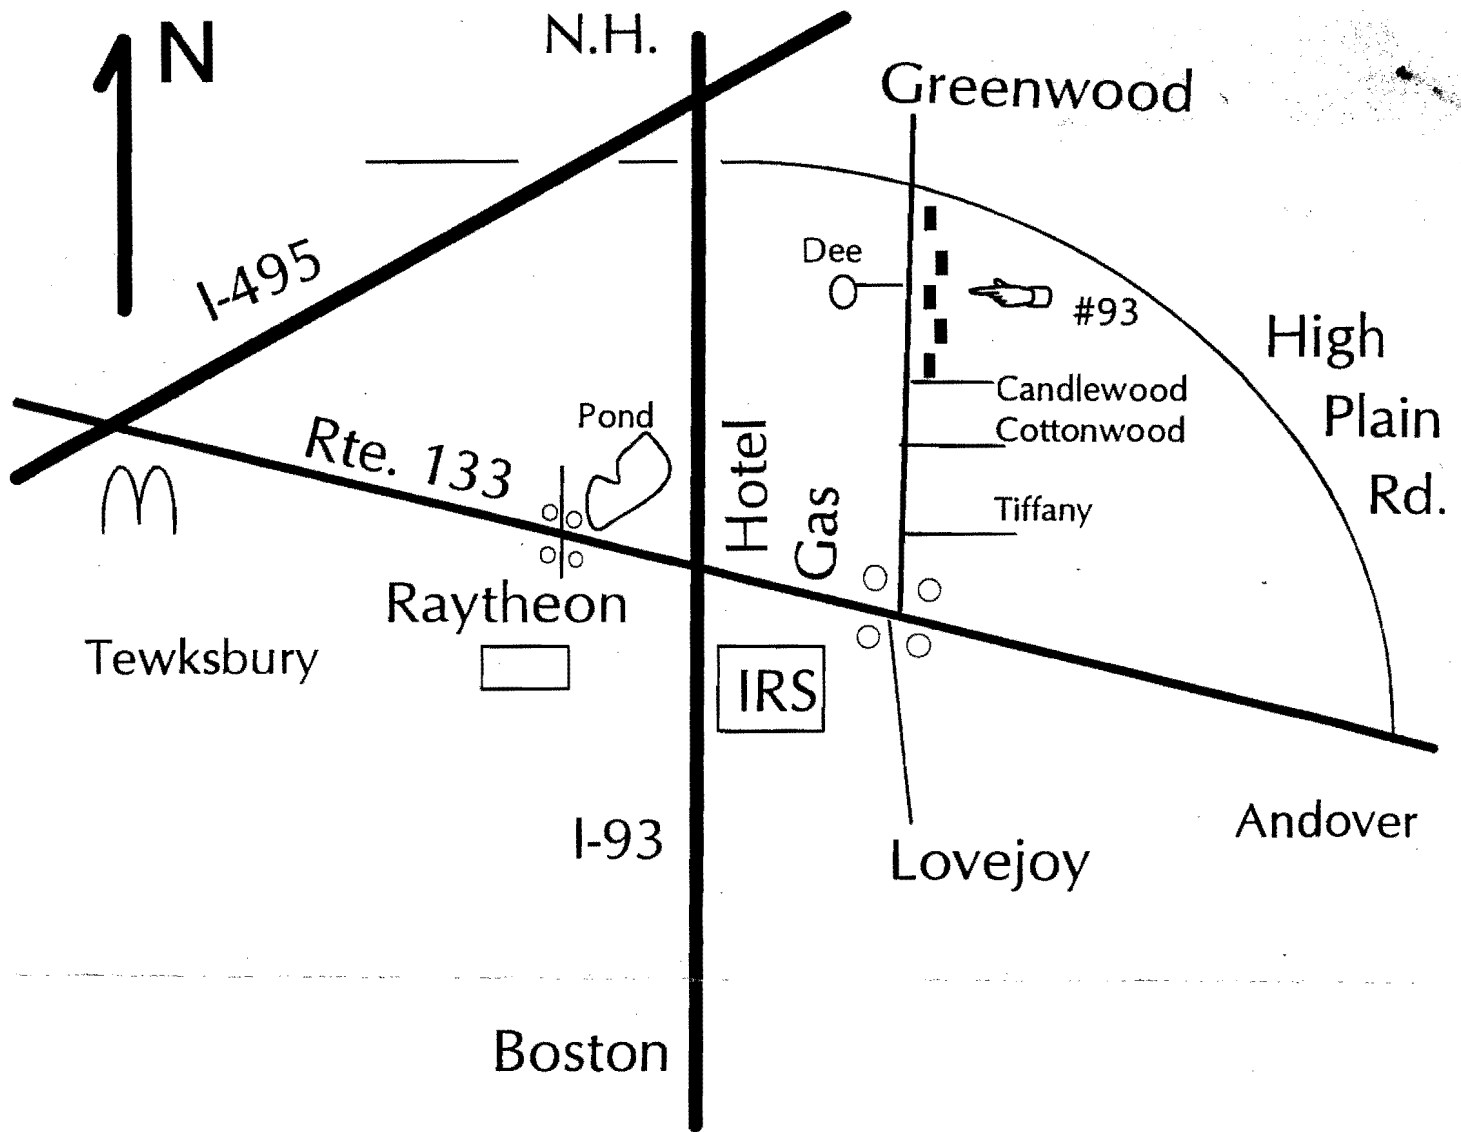 N
N.H.
Greenwood
I-495
Dee
#93
High
Plain
Rd.
Candlewood
Cottonwood
Tiffany
Pond
Rte. 133
Hotel
Gas
Raytheon
Tewksbury
IRS
I-93
Lovejoy
Andover
Boston